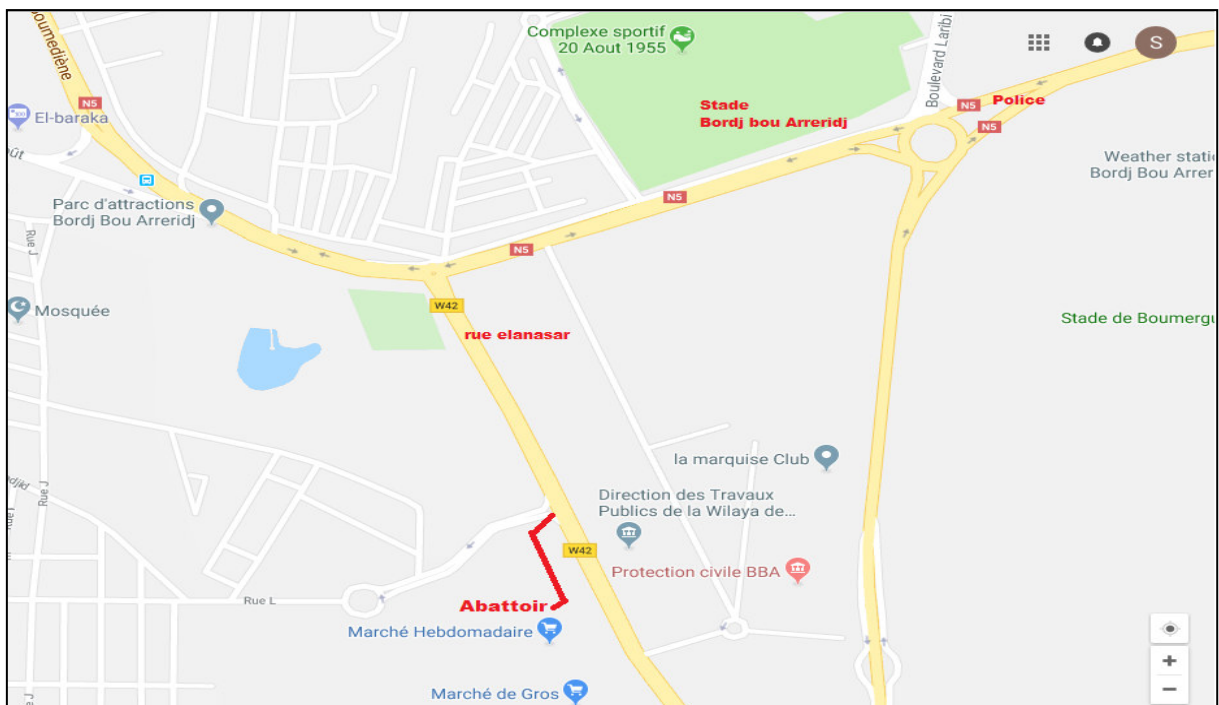 Boumediène
Complexe sportif
20 Aout 1955
Boulevard Laribi
S
N5
El-baraka
Stade
Bordj bou Arreridj
N5
Police
N5
Weather stati
Bordj Bou Arrer
Parc d'attractions
Bordj Bou Arreridj
N5
Rue J
N5
W42
Mosquée
rue elanasar
Stade de Boumergu
la marquise Club
Rue J
Direction des Travaux
Publics de la Wilaya de...
W42
Protection civile BBA
Rue L
Abattoir
Marché Hebdomadaire
+
Marché de Gros
−